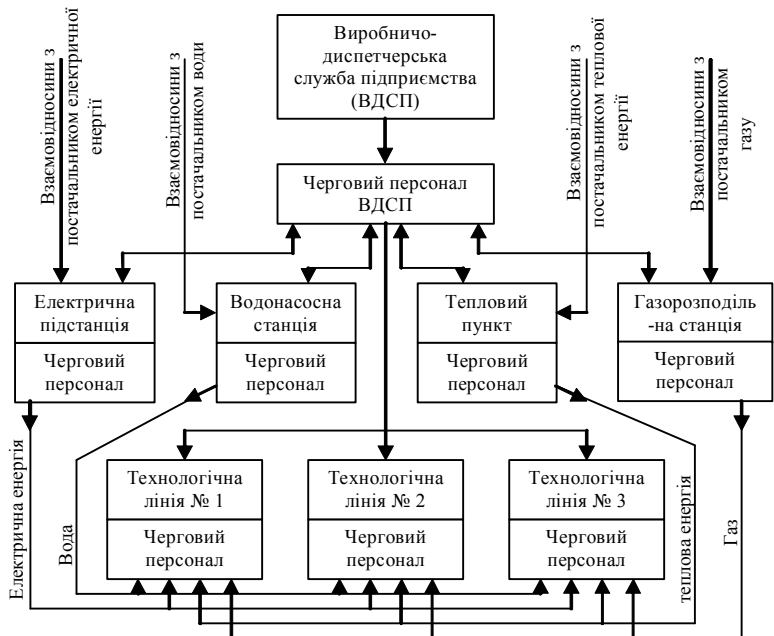 Виробничо-
диспетчерська
служба підприємства
(ВДСП)
Взаємовідносини з
постачальником електричної
енергії
Взаємовідносини з
постачальником води
Взаємовідносини з
постачальником теплової
енергії
Взаємовідносини з
постачальником
газу
Черговий персонал
ВДСП
Електрична
підстанція
Черговий
персонал
Водонасосна
станція
Черговий
персонал
Тепловий
пункт
Черговий
персонал
Газорозподіль
-на станція
Черговий
персонал
Електрична енергія
Вода
теплова енергія
Газ
Технологічна
лінія № 1
Черговий
персонал
Технологічна
лінія № 2
Черговий
персонал
Технологічна
лінія № 3
Черговий
персонал